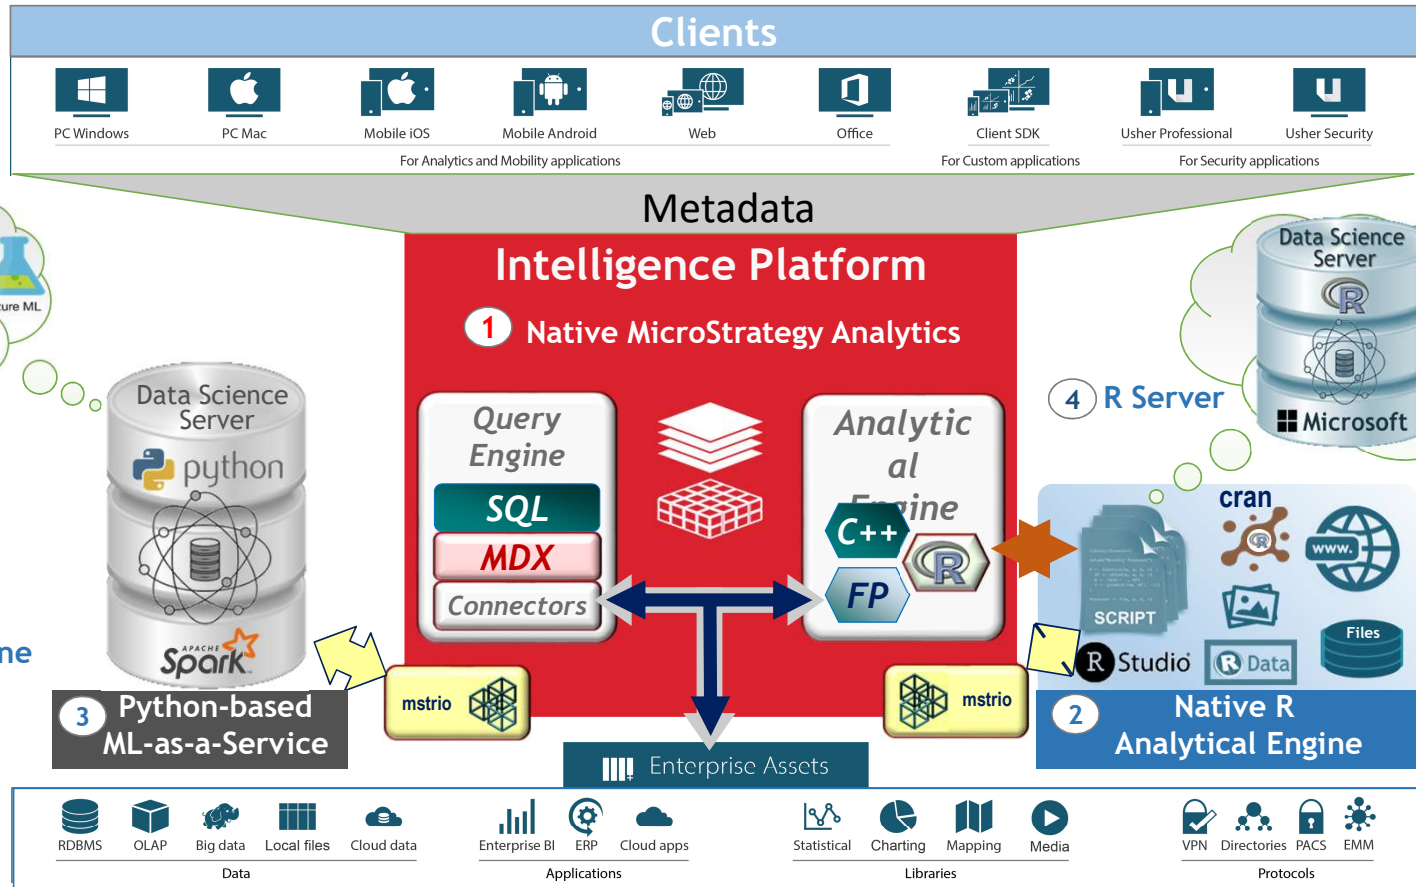 Clients
PC Windows
PC Mac
Mobile iOS
Mobile Android
Web
Office
Client SDK
Usher Professional
Usher Security
For Analytics and Mobility applications
For Custom applications
For Security applications
Metadata
Intelligence Platform
1 Native MicroStrategy Analytics
ure ML
Data Science
Server
python
APACHE
Spark
ne
3 Python-based
ML-as-a-Service
Query
Engine
SQL
MDX
Connectors
Analytic
al
Engine
C++
R
FP
mstrio
mstrio
Data Science
Server
R
Microsoft
4 R Server
cran
R
www.
SCRIPT
R Studio
R Data
Files
2 Native R
Analytical Engine
Enterprise Assets
RDBMS
OLAP
Big data
Local files
Cloud data
Enterprise BI
ERP
Cloud apps
Statistical
Charting
Mapping
Media
VPN
Directories
PACS
EMM
Data
Applications
Libraries
Protocols